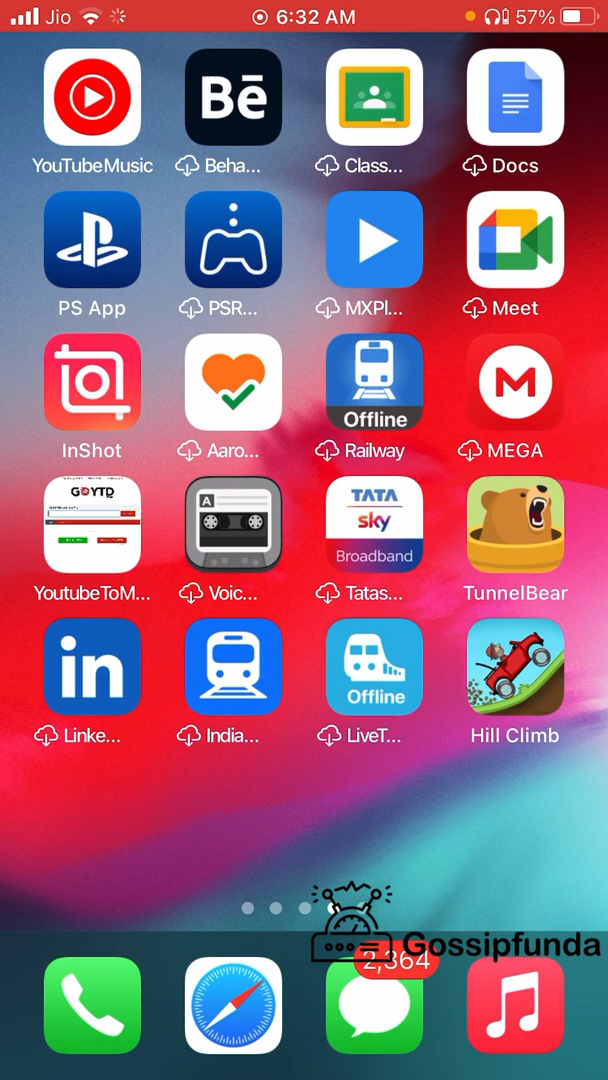 Jio 6:32 AM 57%
Bē
YouTubeMusic Beha... Class... Docs
PS App PSR... MXPl... Meet
Offline M
InShot Aaro... Railway MEGA
GOYTD A TATA
sky
Broadband
YoutubeToM... Voic... Tatas... TunnelBear
in Offline
Linke... India... LiveT... Hill Climb
Gossipfunda
2,364